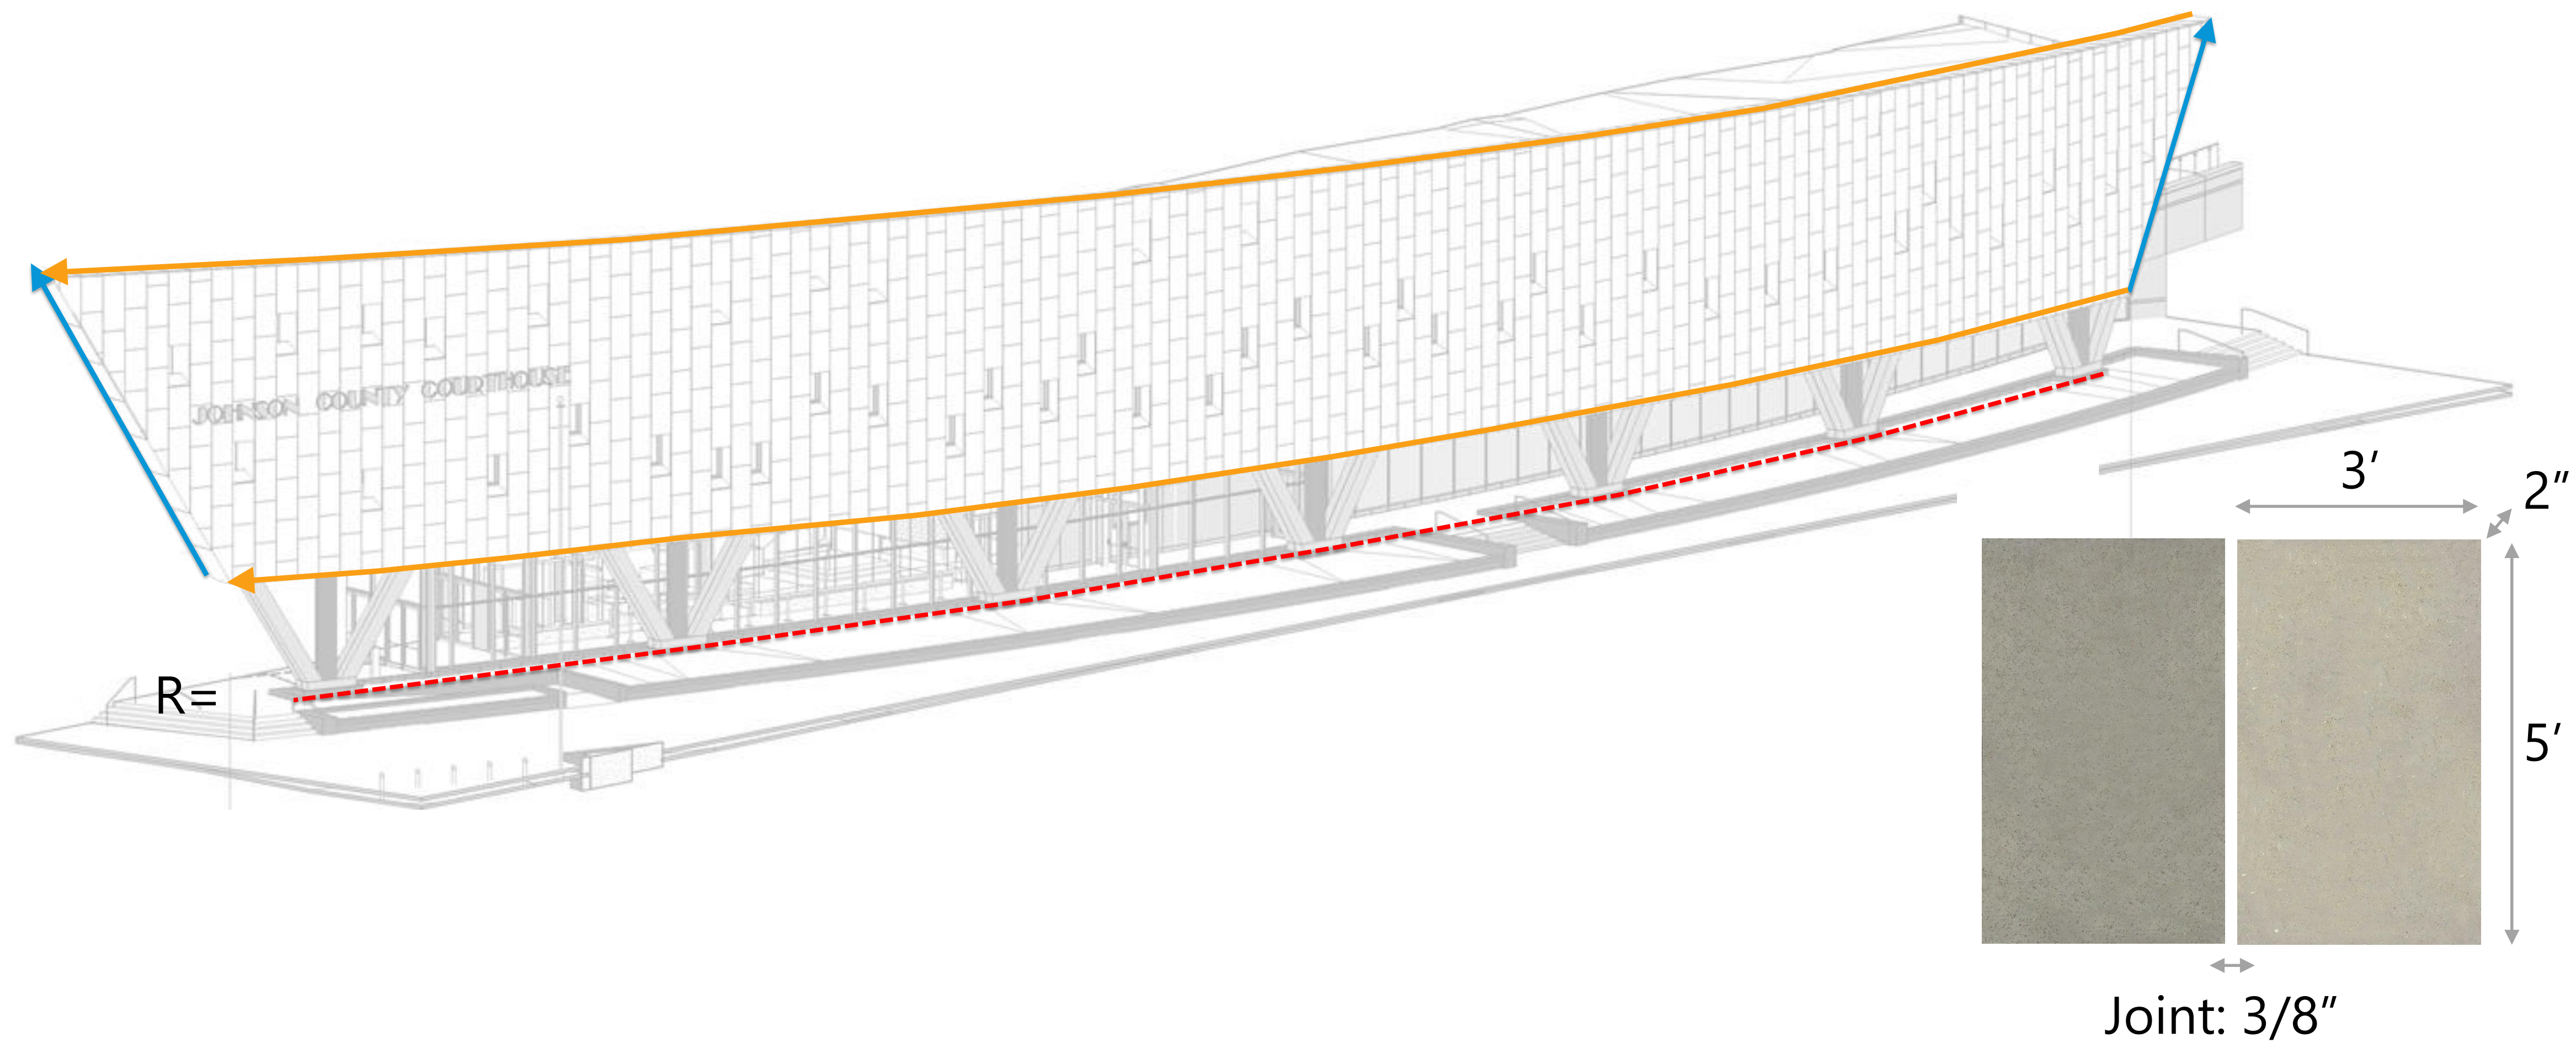 JOHNSON COUNTY COURTHOUSE
R=
3′
2″
5′
Joint: 3/8″